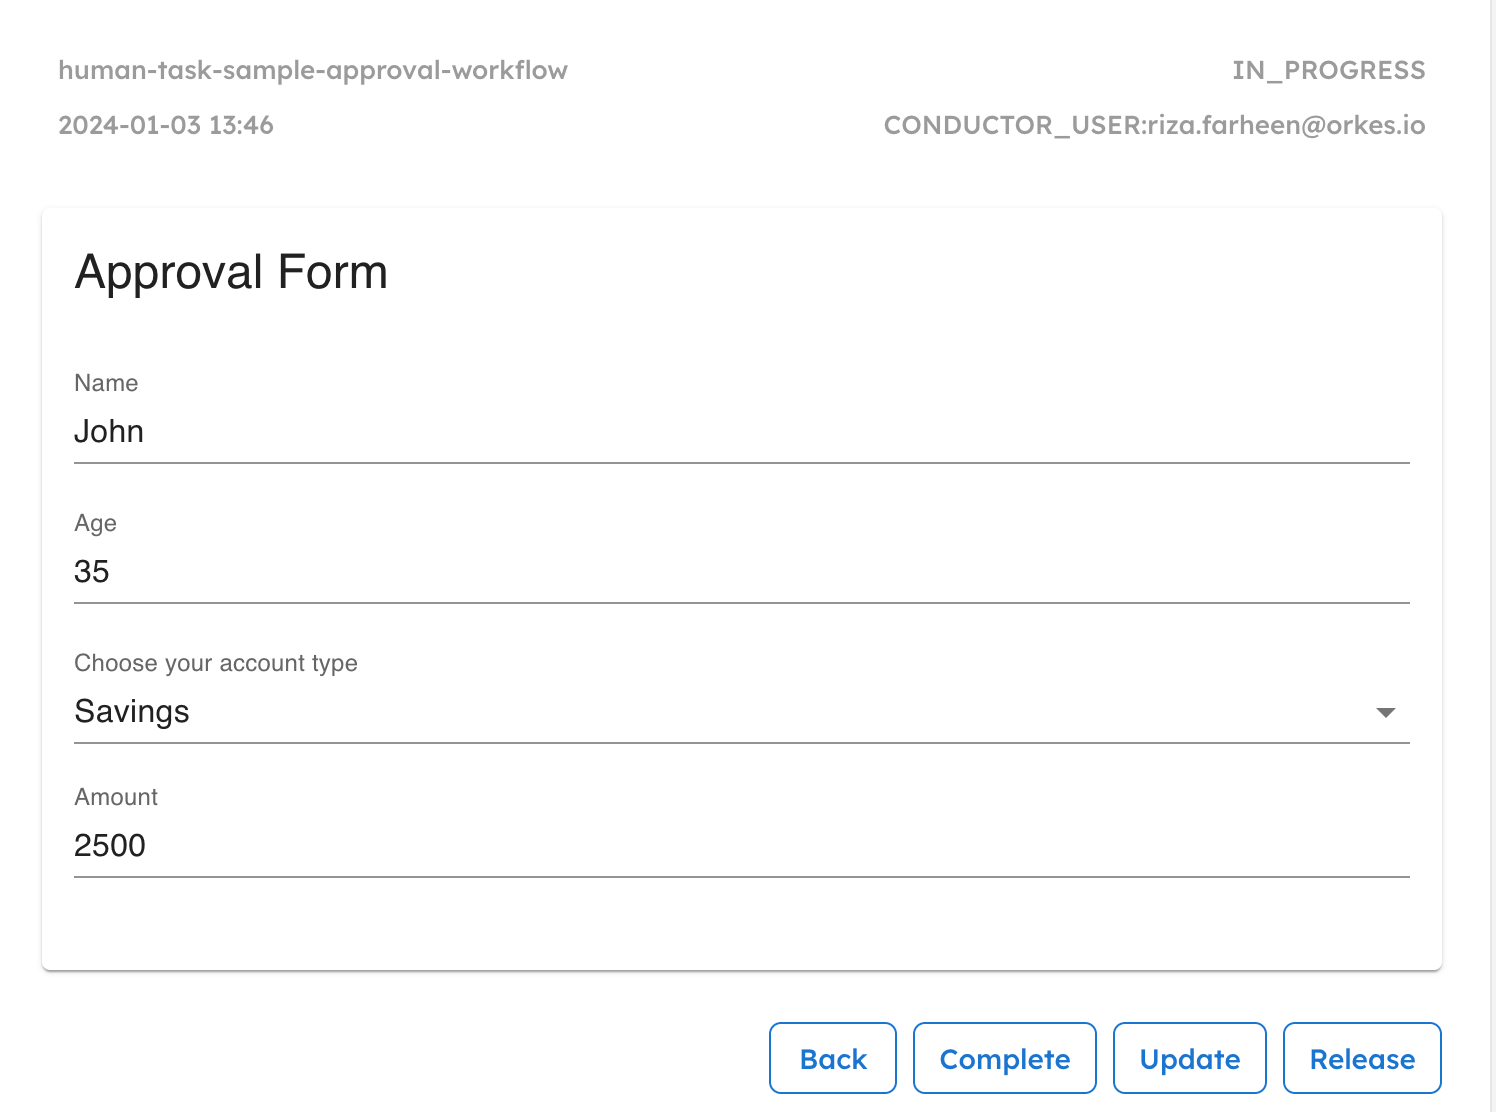 human-task-sample-approval-workflow
IN_PROGRESS
2024-01-03 13:46
CONDUCTOR_USER:riza.farheen@orkes.io
Approval Form
Name
John
Age
35
Choose your account type
Savings
Amount
2500
Back
Complete
Update
Release